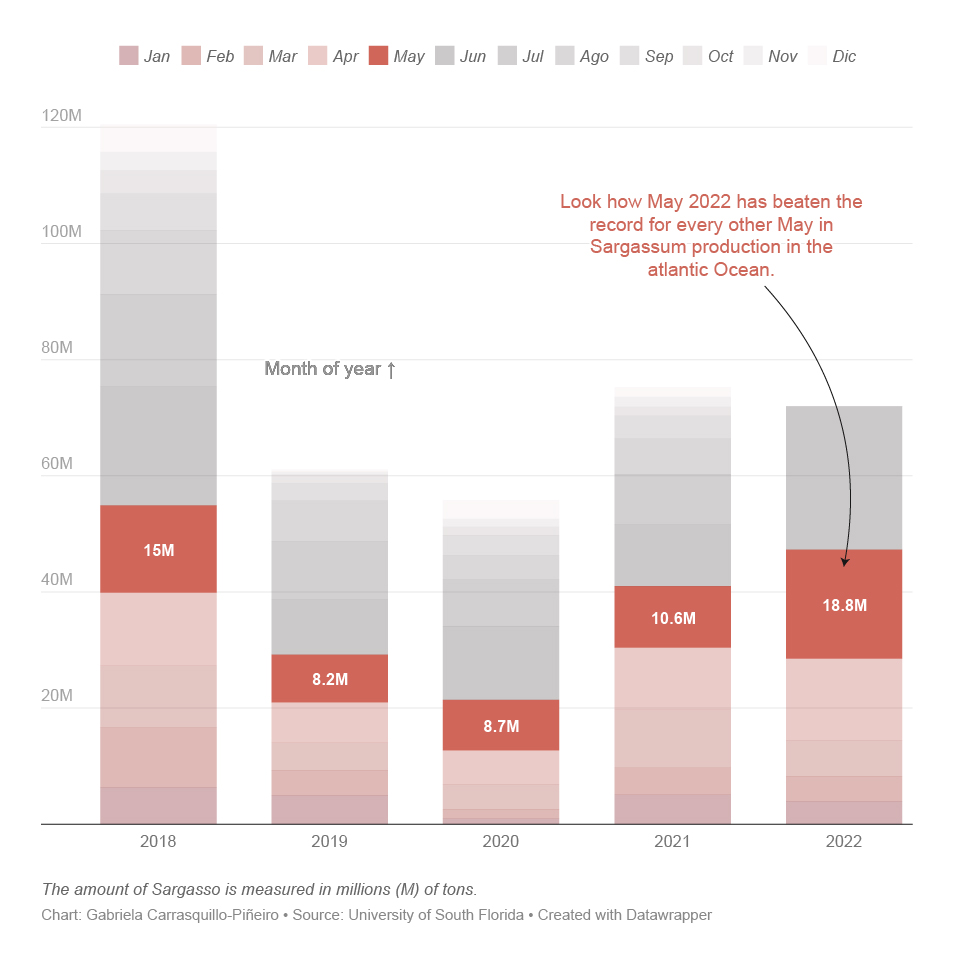 Jan Feb Mar Apr May Jun Jul Ago Sep Oct Nov Dic
120M
Look how May 2022 has beaten the
record for every other May in
Sargassum production in the
atlantic Ocean.
100M
80M
Month of year ↑
60M
15M
40M
18.8M
10.6M
8.2M
20M
8.7M
2018 2019 2020 2021 2022
The amount of Sargasso is measured in millions (M) of tons.
Chart: Gabriela Carrasquillo-Piñeiro • Source: University of South Florida • Created with Datawrapper